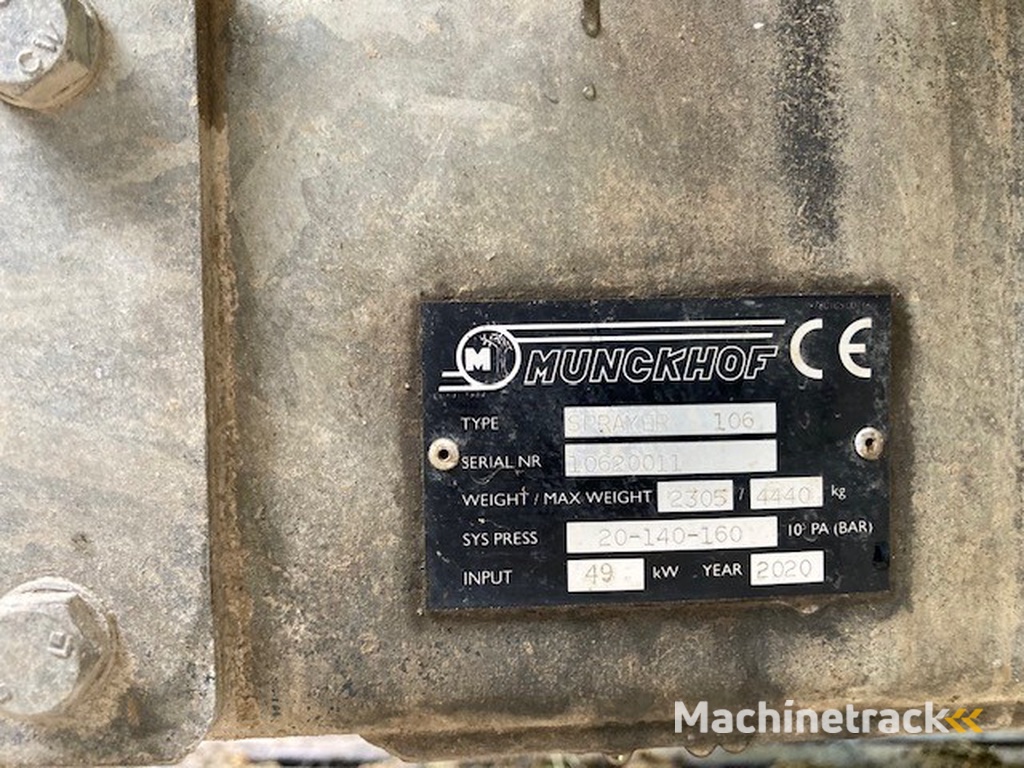 M MUNCKHOF CE
TYPE SPRAYER 106
SERIAL NR 10620011
WEIGHT / MAX WEIGHT 2305 / 4440 kg
SYS PRESS 20-140-160 10⁵ PA (BAR)
INPUT 49 kW YEAR 2020
Machinetrack